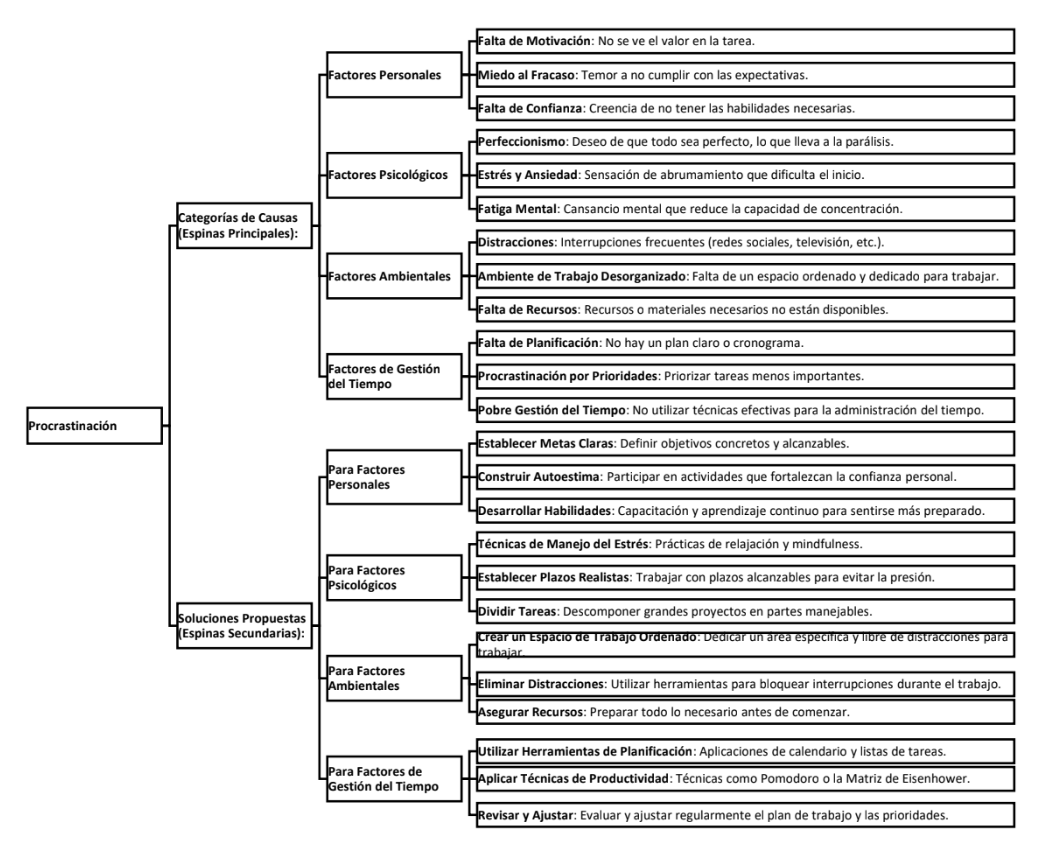 Procrastinación
Categorías de Causas
(Espinas Principales):
Factores Personales
Falta de Motivación: No se ve el valor en la tarea.
Miedo al Fracaso: Temor a no cumplir con las expectativas.
Falta de Confianza: Creencia de no tener las habilidades necesarias.
Factores Psicológicos
Perfeccionismo: Deseo de que todo sea perfecto, lo que lleva a la parálisis.
Estrés y Ansiedad: Sensación de abrumamiento que dificulta el inicio.
Fatiga Mental: Cansancio mental que reduce la capacidad de concentración.
Factores Ambientales
Distracciones: Interrupciones frecuentes (redes sociales, televisión, etc.).
Ambiente de Trabajo Desorganizado: Falta de un espacio ordenado y dedicado para trabajar.
Falta de Recursos: Recursos o materiales necesarios no están disponibles.
Factores de Gestión
del Tiempo
Falta de Planificación: No hay un plan claro o cronograma.
Procrastinación por Prioridades: Priorizar tareas menos importantes.
Pobre Gestión del Tiempo: No utilizar técnicas efectivas para la administración del tiempo.
Soluciones Propuestas
(Espinas Secundarias):
Para Factores
Personales
Establecer Metas Claras: Definir objetivos concretos y alcanzables.
Construir Autoestima: Participar en actividades que fortalezcan la confianza personal.
Desarrollar Habilidades: Capacitación y aprendizaje continuo para sentirse más preparado.
Para Factores
Psicológicos
Técnicas de Manejo del Estrés: Prácticas de relajación y mindfulness.
Establecer Plazos Realistas: Trabajar con plazos alcanzables para evitar la presión.
Dividir Tareas: Descomponer grandes proyectos en partes manejables.
Para Factores
Ambientales
Crear un Espacio de Trabajo Ordenado: Dedicar un área específica y libre de distracciones para
trabajar.
Eliminar Distracciones: Utilizar herramientas para bloquear interrupciones durante el trabajo.
Asegurar Recursos: Preparar todo lo necesario antes de comenzar.
Para Factores de
Gestión del Tiempo
Utilizar Herramientas de Planificación: Aplicaciones de calendario y listas de tareas.
Aplicar Técnicas de Productividad: Técnicas como Pomodoro o la Matriz de Eisenhower.
Revisar y Ajustar: Evaluar y ajustar regularmente el plan de trabajo y las prioridades.